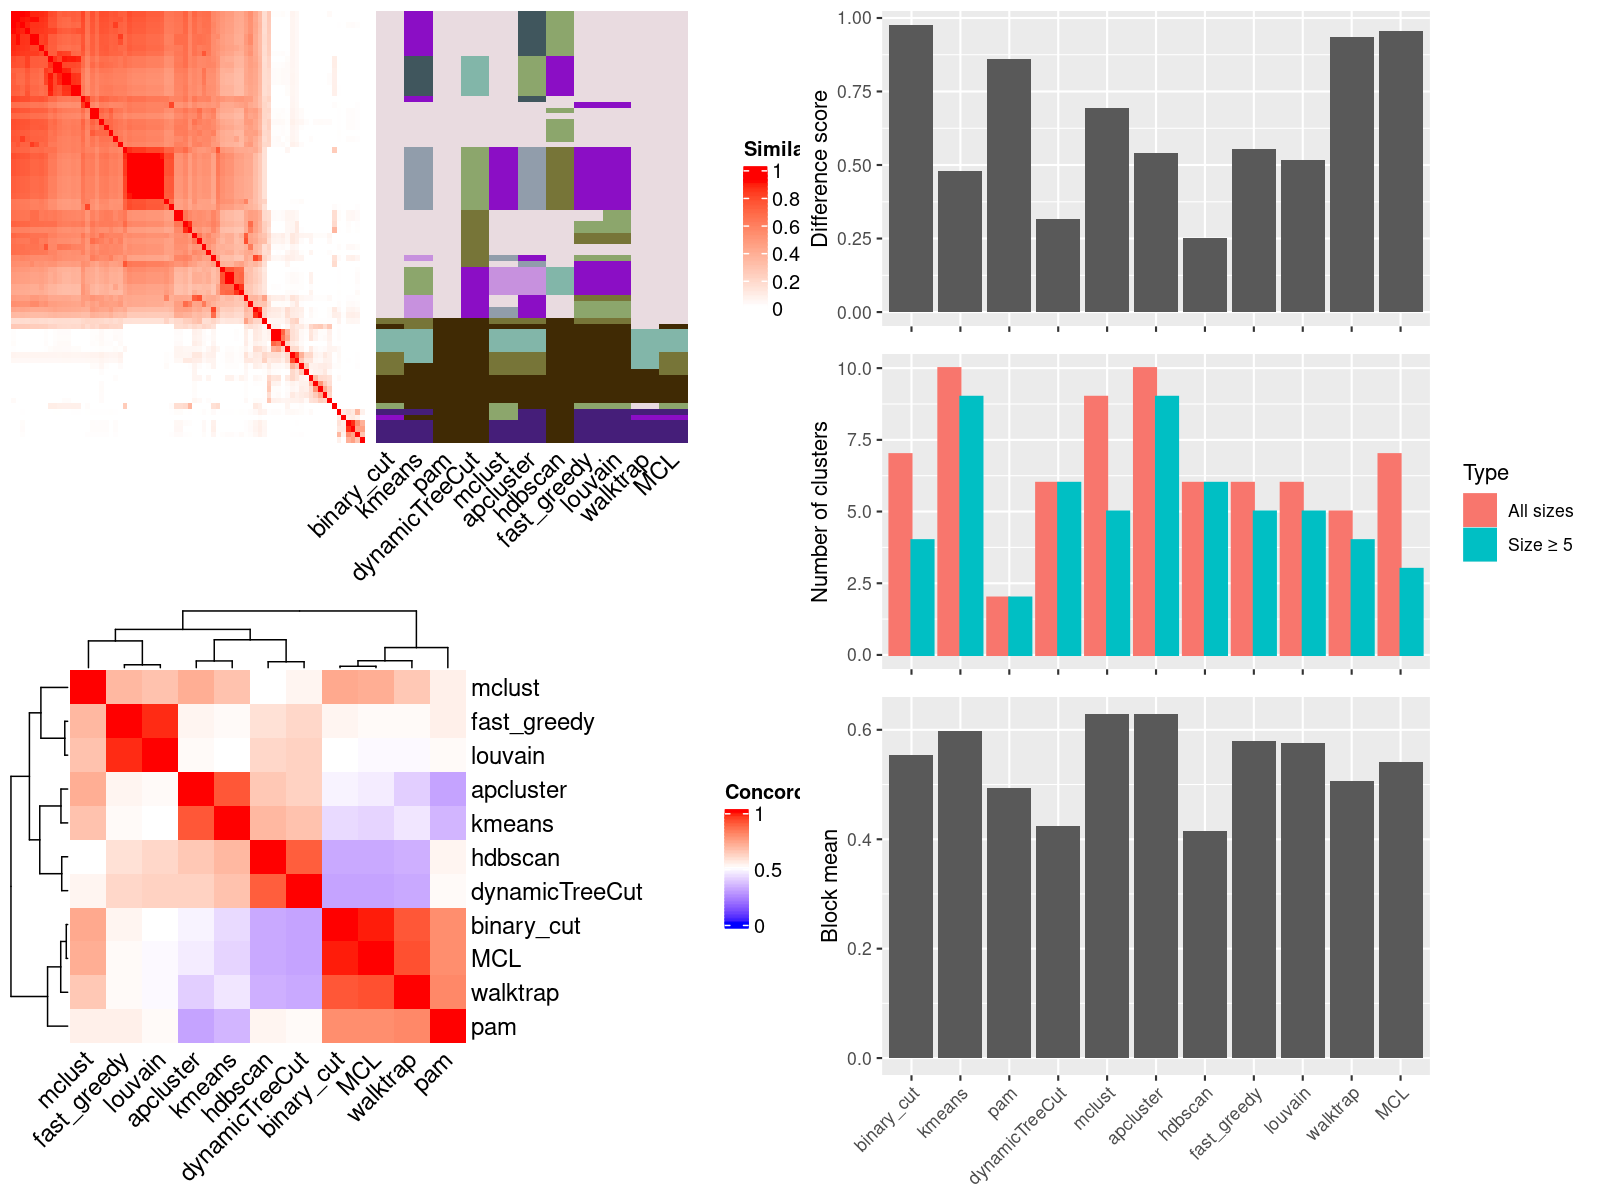 Simila
1
0.8
0.6
0.4
0.2
0
binary_cut
kmeans
pam
dynamicTreeCut
mclust
apcluster
hdbscan
fast_greedy
louvain
walktrap
MCL
mclust
fast_greedy
louvain
apcluster
kmeans
hdbscan
dynamicTreeCut
binary_cut
MCL
walktrap
pam
mclust
fast_greedy
louvain
apcluster
kmeans
hdbscan
dynamicTreeCut
binary_cut
MCL
walktrap
pam
Concord
1
0.5
0
Difference score
1.00
0.75
0.50
0.25
0.00
Number of clusters
10.0
7.5
5.0
2.5
0.0
Type
All sizes
Size ≥ 5
Block mean
0.6
0.4
0.2
0.0
binary_cut
kmeans
pam
dynamicTreeCut
mclust
apcluster
hdbscan
fast_greedy
louvain
walktrap
MCL